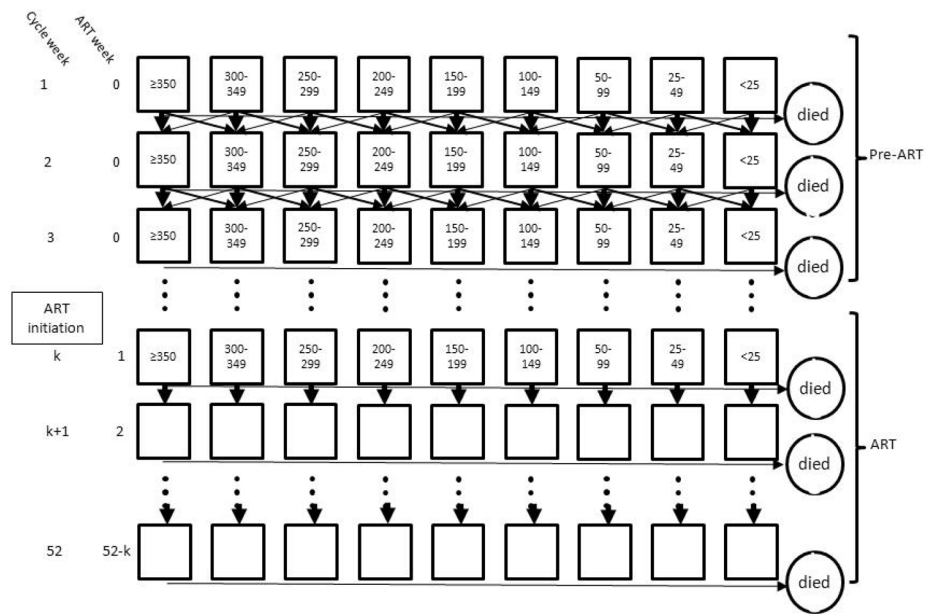 Cycle week
ART week
1 0 ≥350 300-349 250-299 200-249 150-199 100-149 50-99 25-49 <25
died
2 0 ≥350 300-349 250-299 200-249 150-199 100-149 50-99 25-49 <25
died
Pre-ART
3 0 ≥350 300-349 250-299 200-249 150-199 100-149 50-99 25-49 <25
died
ART
initiation
k 1 ≥350 300-349 250-299 200-249 150-199 100-149 50-99 25-49 <25
died
k+1 2
died
ART
52 52-k
died